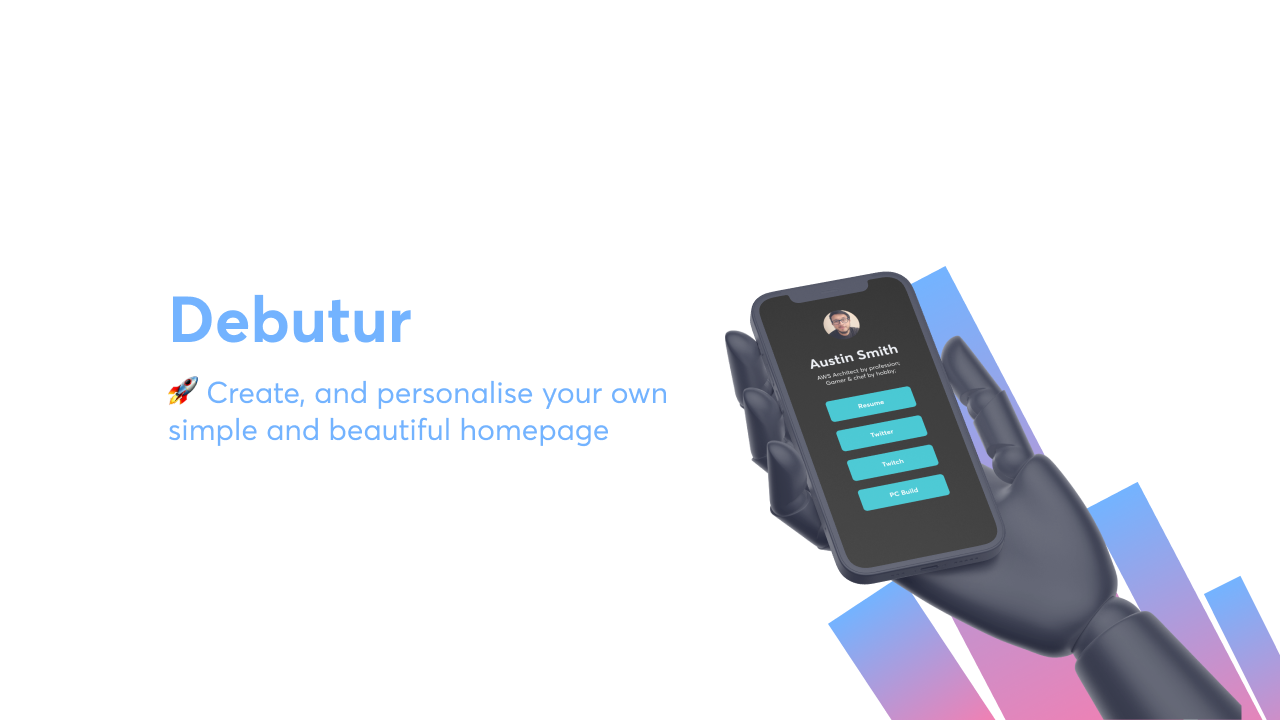 Debutur
🚀 Create, and personalise your own
simple and beautiful homepage
Austin Smith
AWS Architect by profession;
Gamer & chef by hobby;
Resume
Twitter
Twitch
PC Build